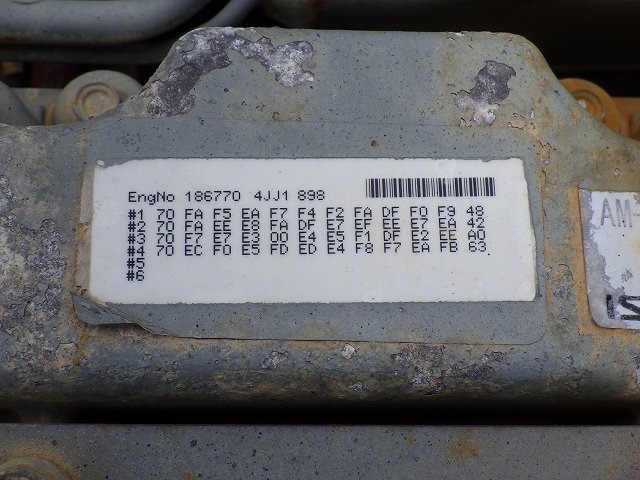 EngNo 186770 4JJ1 898
#1 70 FA F5 EA F7 F4 F2 FA DF F0 F9 48
#2 70 FA EE E8 FA DF E7 EF EE E7 EA 42
#3 70 F7 E7 E3 00 E4 E5 F1 DF E2 EE A0
#4 70 EC F0 E5 FD ED E4 F8 F7 EA FB 63
#5
#6
AM